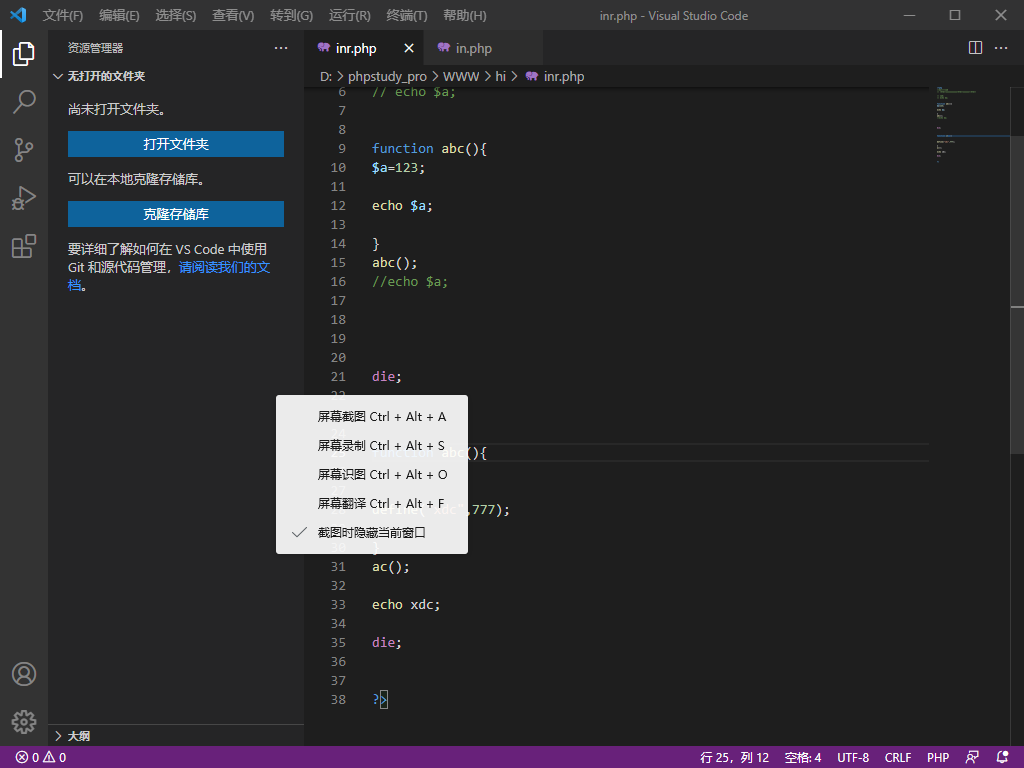 文件(F) 编辑(E) 选择(S) 查看(V) 转到(G) 运行(R) 终端(T) 帮助(H) inr.php - Visual Studio Code
资源管理器
无打开的文件夹
尚未打开文件夹。
打开文件夹
可以在本地克隆存储库。
克隆存储库
要详细了解如何在 VS Code 中使用
Git 和源代码管理，请阅读我们的文
档。
大纲
inr.php in.php
D: > phpstudy_pro > WWW > hi > inr.php
6 // echo $a;
7
8
9 function abc(){
10 $a=123;
11
12 echo $a;
13
14 }
15 abc();
16 //echo $a;
17
18
19
20
21 die;
22
abc(){
,777);
}
31 ac();
32
33 echo xdc;
34
35 die;
36
37
38 ?>
屏幕截图 Ctrl + Alt + A
屏幕录制 Ctrl + Alt + S
屏幕识图 Ctrl + Alt + O
屏幕翻译 Ctrl + Alt + F
截图时隐藏当前窗口
0 0 行 25，列 12 空格: 4 UTF-8 CRLF PHP